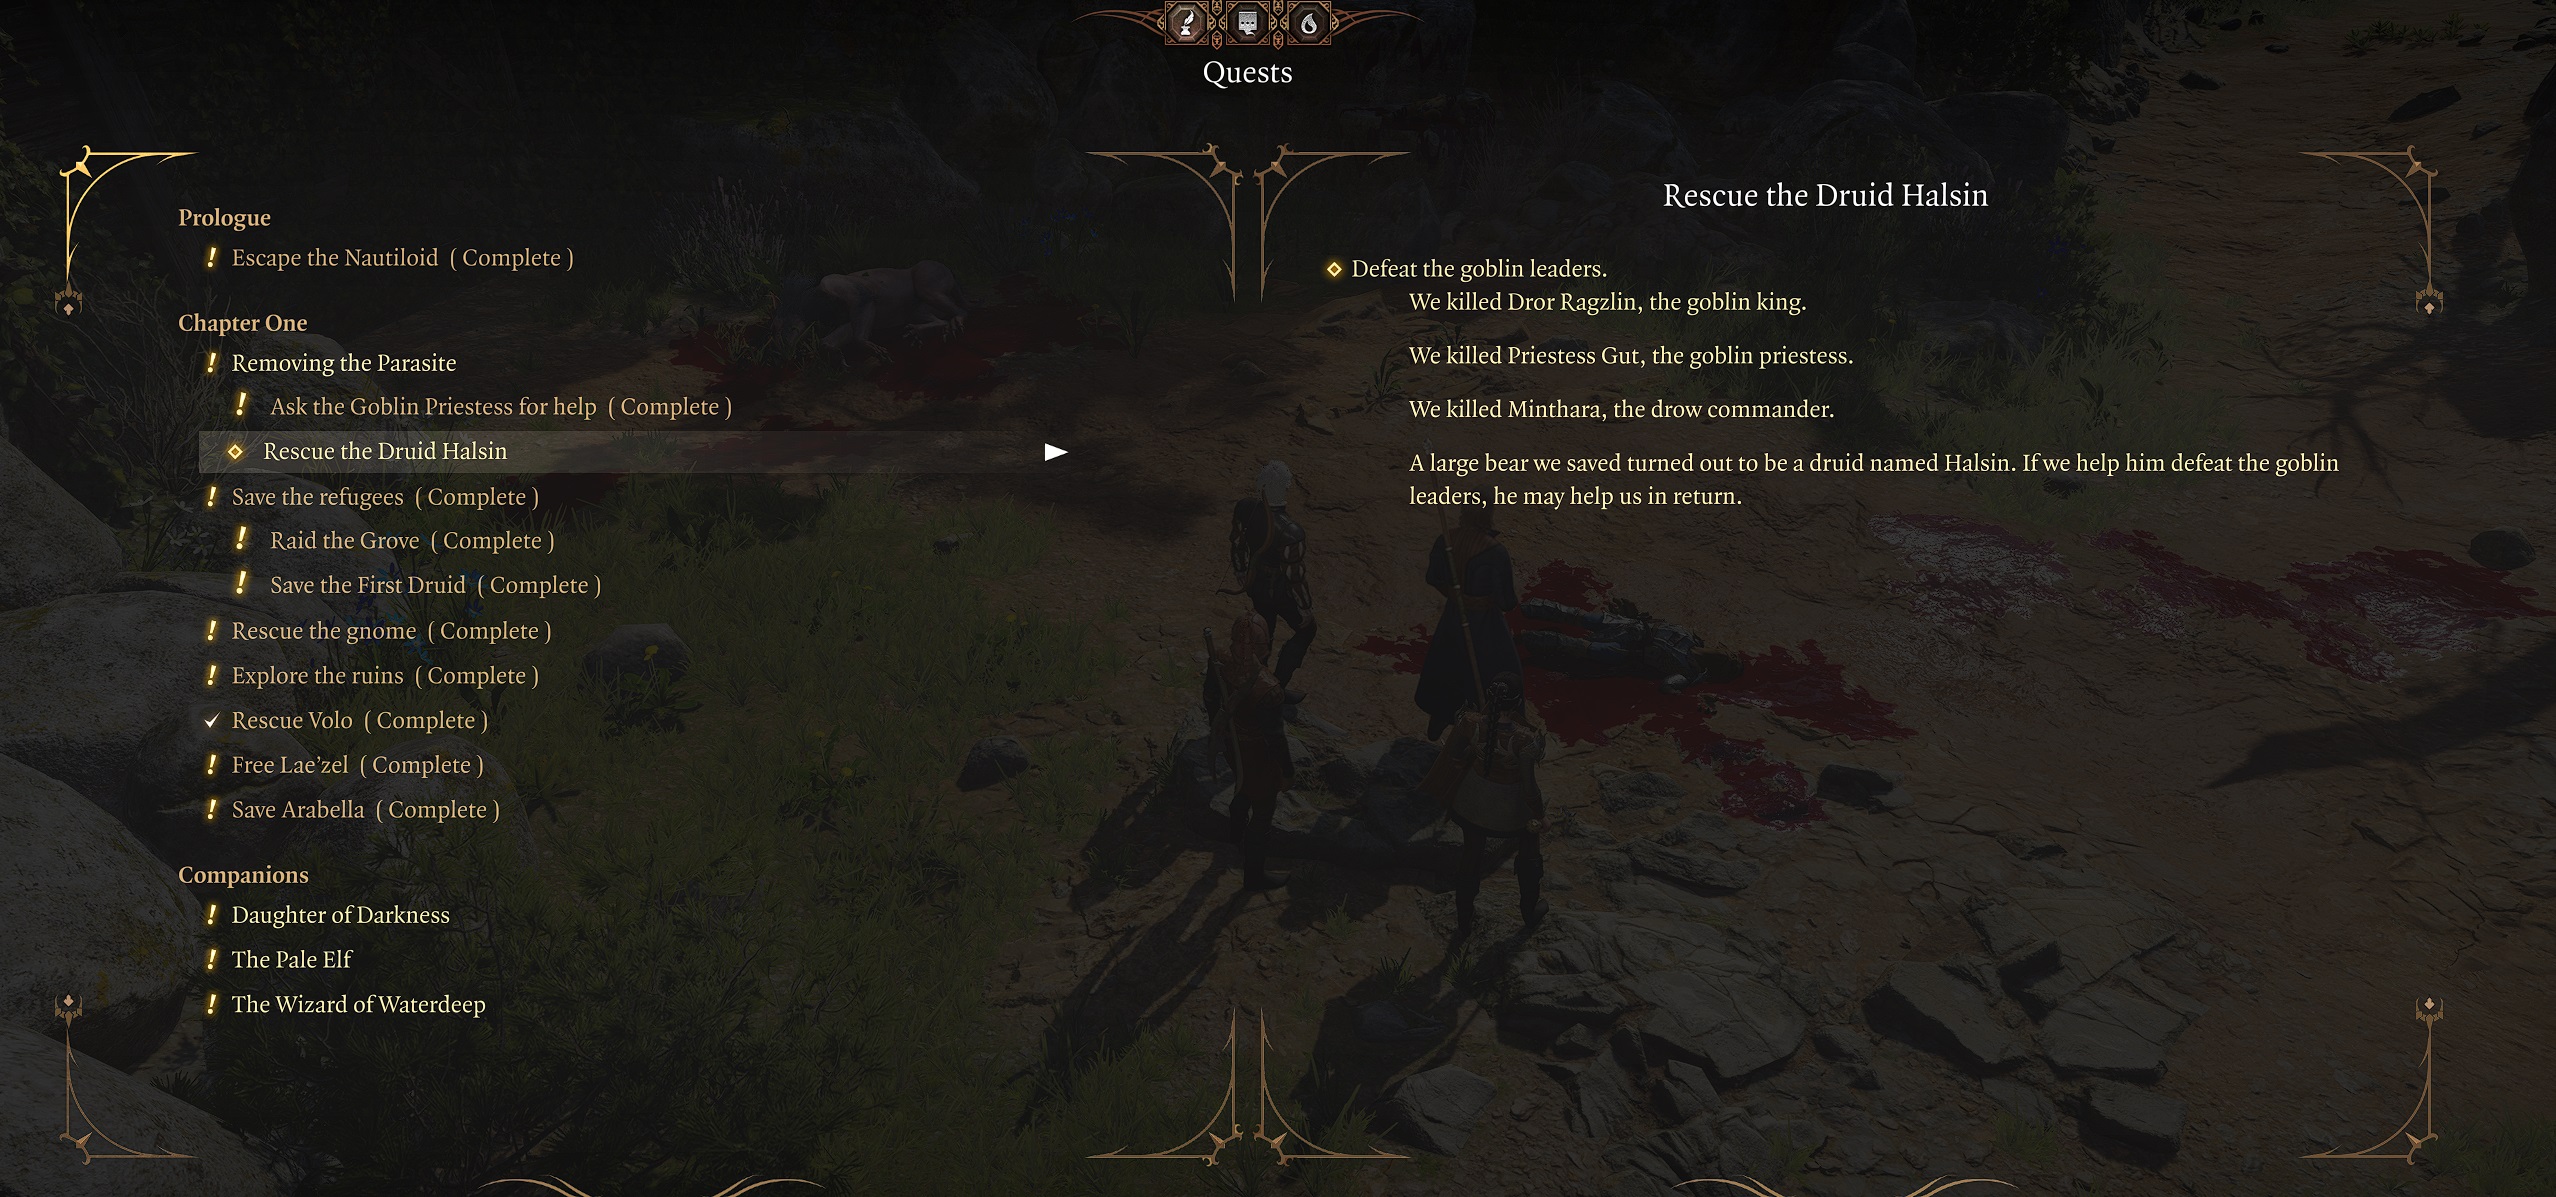 Quests
Prologue
Escape the Nautiloid ( Complete )
Chapter One
Removing the Parasite
Ask the Goblin Priestess for help ( Complete )
Rescue the Druid Halsin
Save the refugees ( Complete )
Raid the Grove ( Complete )
Save the First Druid ( Complete )
Rescue the gnome ( Complete )
Explore the ruins ( Complete )
Rescue Volo ( Complete )
Free Lae’zel ( Complete )
Save Arabella ( Complete )
Companions
Daughter of Darkness
The Pale Elf
The Wizard of Waterdeep
Rescue the Druid Halsin
Defeat the goblin leaders.
We killed Dror Ragzlin, the goblin king.
We killed Priestess Gut, the goblin priestess.
We killed Minthara, the drow commander.
A large bear we saved turned out to be a druid named Halsin. If we help him defeat the goblin
leaders, he may help us in return.